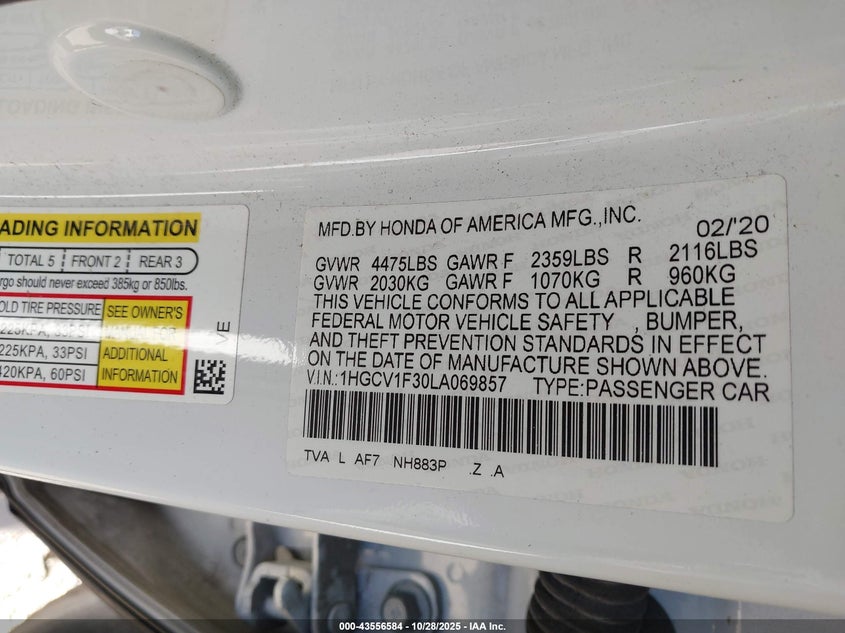 ADING INFORMATION
TOTAL 5 FRONT 2 REAR 3
rgo should never exceed 385kg or 850lbs.
OLD TIRE PRESSURE SEE OWNER'S
225KPA, 33PSI
225KPA, 33PSI ADDITIONAL
420KPA, 60PSI INFORMATION
VE
MFD.BY HONDA OF AMERICA MFG.,INC. 02/'20
GVWR 4475LBS GAWR F 2359LBS R 2116LBS
GVWR 2030KG GAWR F 1070KG R 960KG
THIS VEHICLE CONFORMS TO ALL APPLICABLE
FEDERAL MOTOR VEHICLE SAFETY , BUMPER,
AND THEFT PREVENTION STANDARDS IN EFFECT
ON THE DATE OF MANUFACTURE SHOWN ABOVE.
V.I.N.:1HGCV1F30LA069857 TYPE:PASSENGER CAR
TVA L AF7 NH883P .Z .A
000-43556584 | 10/28/2025 - IAA Inc.